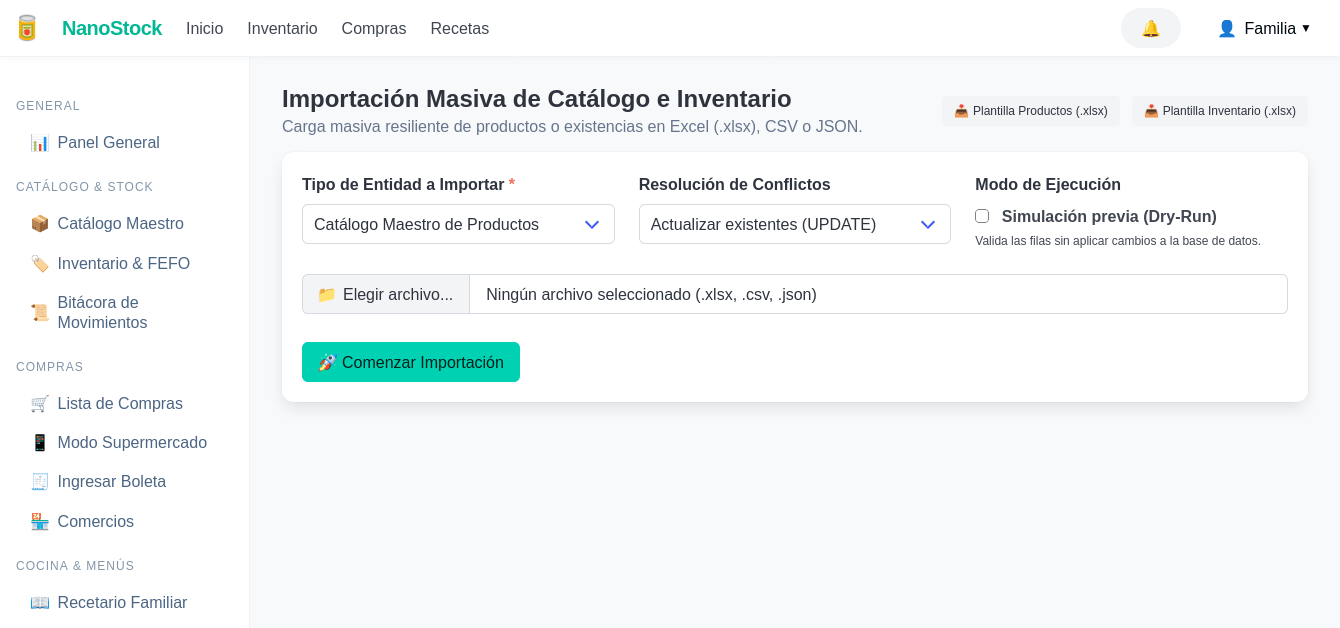 NanoStock Inicio Inventario Compras Recetas Familia
GENERAL
Panel General
CATÁLOGO & STOCK
Catálogo Maestro
Inventario & FEFO
Bitácora de
Movimientos
COMPRAS
Lista de Compras
Modo Supermercado
Ingresar Boleta
Comercios
COCINA & MENÚS
Recetario Familiar
Importación Masiva de Catálogo e Inventario
Carga masiva resiliente de productos o existencias en Excel (.xlsx), CSV o JSON.
Plantilla Productos (.xlsx) Plantilla Inventario (.xlsx)
Tipo de Entidad a Importar *
Catálogo Maestro de Productos
Resolución de Conflictos
Actualizar existentes (UPDATE)
Modo de Ejecución
Simulación previa (Dry-Run)
Valida las filas sin aplicar cambios a la base de datos.
Elegir archivo... Ningún archivo seleccionado (.xlsx, .csv, .json)
Comenzar Importación